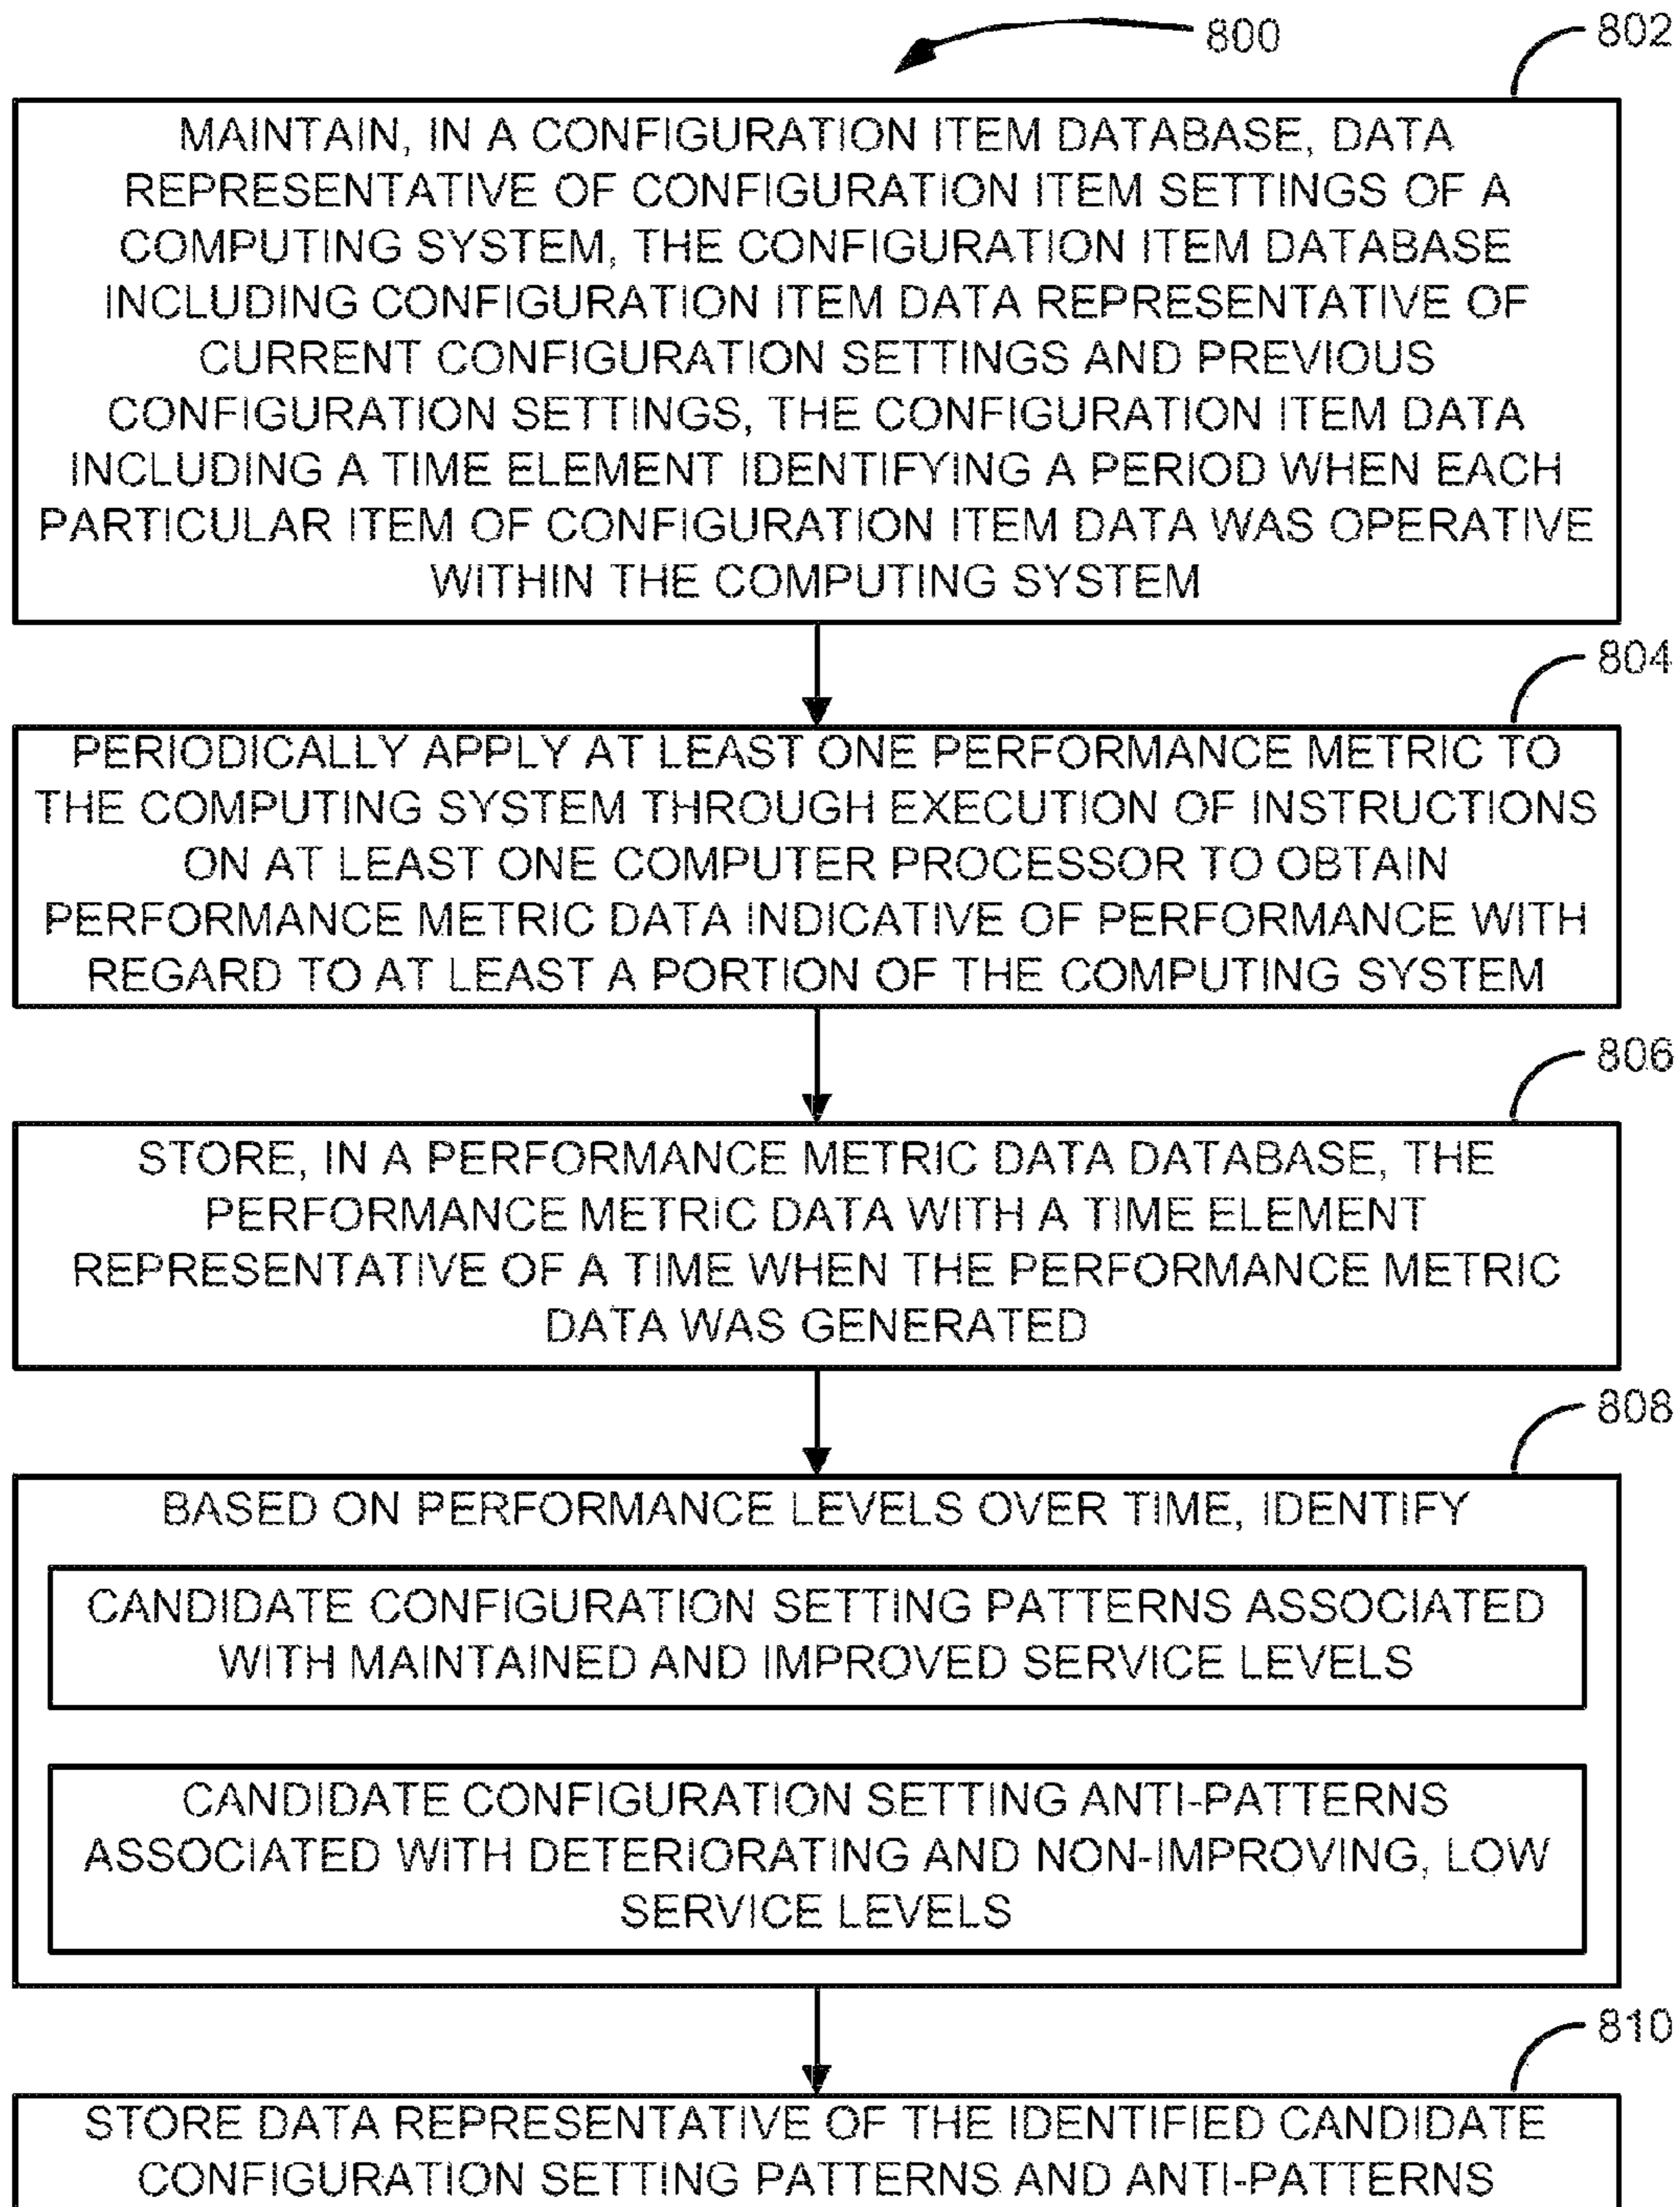 800
802
MAINTAIN, IN A CONFIGURATION ITEM DATABASE, DATA
REPRESENTATIVE OF CONFIGURATION ITEM SETTINGS OF A
COMPUTING SYSTEM, THE CONFIGURATION ITEM DATABASE
INCLUDING CONFIGURATION ITEM DATA REPRESENTATIVE OF
CURRENT CONFIGURATION SETTINGS AND PREVIOUS
CONFIGURATION SETTINGS, THE CONFIGURATION ITEM DATA
INCLUDING A TIME ELEMENT IDENTIFYING A PERIOD WHEN EACH
PARTICULAR ITEM OF CONFIGURATION ITEM DATA WAS OPERATIVE
WITHIN THE COMPUTING SYSTEM
804
PERIODICALLY APPLY AT LEAST ONE PERFORMANCE METRIC TO
THE COMPUTING SYSTEM THROUGH EXECUTION OF INSTRUCTIONS
ON AT LEAST ONE COMPUTER PROCESSOR TO OBTAIN
PERFORMANCE METRIC DATA INDICATIVE OF PERFORMANCE WITH
REGARD TO AT LEAST A PORTION OF THE COMPUTING SYSTEM
806
STORE, IN A PERFORMANCE METRIC DATA DATABASE, THE
PERFORMANCE METRIC DATA WITH A TIME ELEMENT
REPRESENTATIVE OF A TIME WHEN THE PERFORMANCE METRIC
DATA WAS GENERATED
808
BASED ON PERFORMANCE LEVELS OVER TIME, IDENTIFY
CANDIDATE CONFIGURATION SETTING PATTERNS ASSOCIATED
WITH MAINTAINED AND IMPROVED SERVICE LEVELS
CANDIDATE CONFIGURATION SETTING ANTI-PATTERNS
ASSOCIATED WITH DETERIORATING AND NON-IMPROVING, LOW
SERVICE LEVELS
810
STORE DATA REPRESENTATIVE OF THE IDENTIFIED CANDIDATE
CONFIGURATION SETTING PATTERNS AND ANTI-PATTERNS